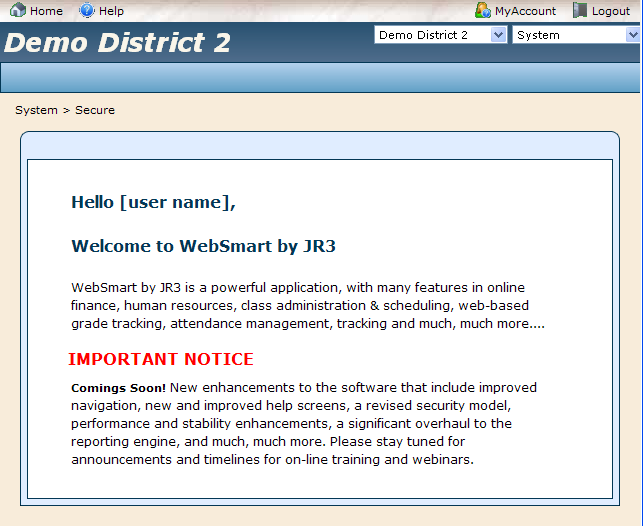 Home Help MyAccount Logout
Demo District 2 Demo District 2 System
System > Secure
Hello [user name],
Welcome to WebSmart by JR3
WebSmart by JR3 is a powerful application, with many features in online
finance, human resources, class administration & scheduling, web-based
grade tracking, attendance management, tracking and much, much more....
IMPORTANT NOTICE
Comings Soon! New enhancements to the software that include improved
navigation, new and improved help screens, a revised security model,
performance and stability enhancements, a significant overhaul to the
reporting engine, and much, much more. Please stay tuned for
announcements and timelines for on-line training and webinars.